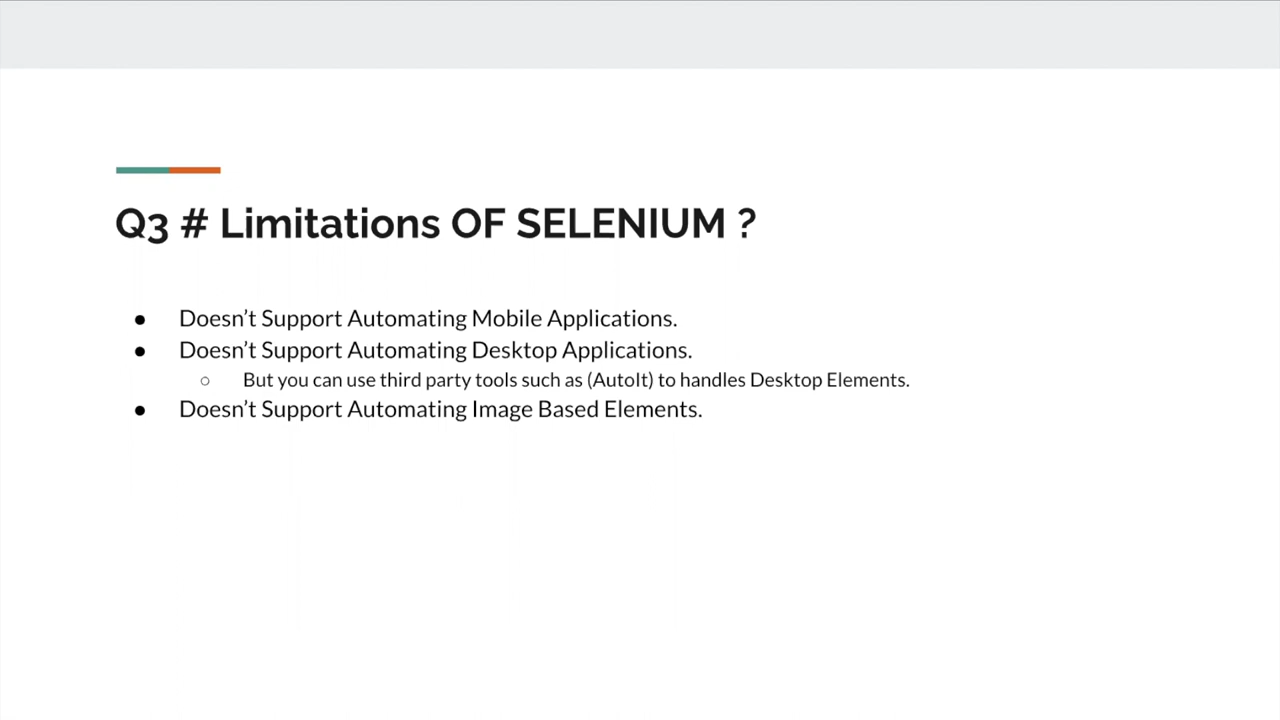 Q3 # Limitations OF SELENIUM ?
● Doesn’t Support Automating Mobile Applications.
● Doesn’t Support Automating Desktop Applications.
○ But you can use third party tools such as (AutoIt) to handles Desktop Elements.
● Doesn’t Support Automating Image Based Elements.